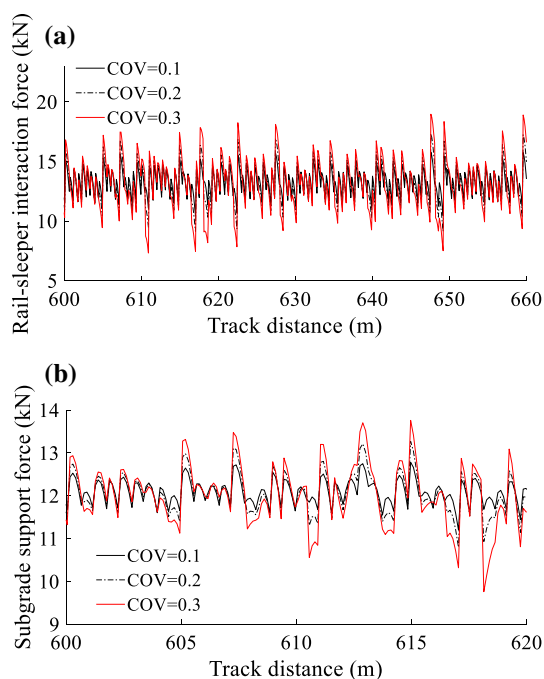 (a)
Rail-sleeper interaction force (kN)
COV=0.1
COV=0.2
COV=0.3
20
15
10
5
600 610 620 630 640 650 660
Track distance (m)
(b)
Subgrade support force (kN)
14
13
12
11
10
9
COV=0.1
COV=0.2
COV=0.3
600 605 610 615 620
Track distance (m)